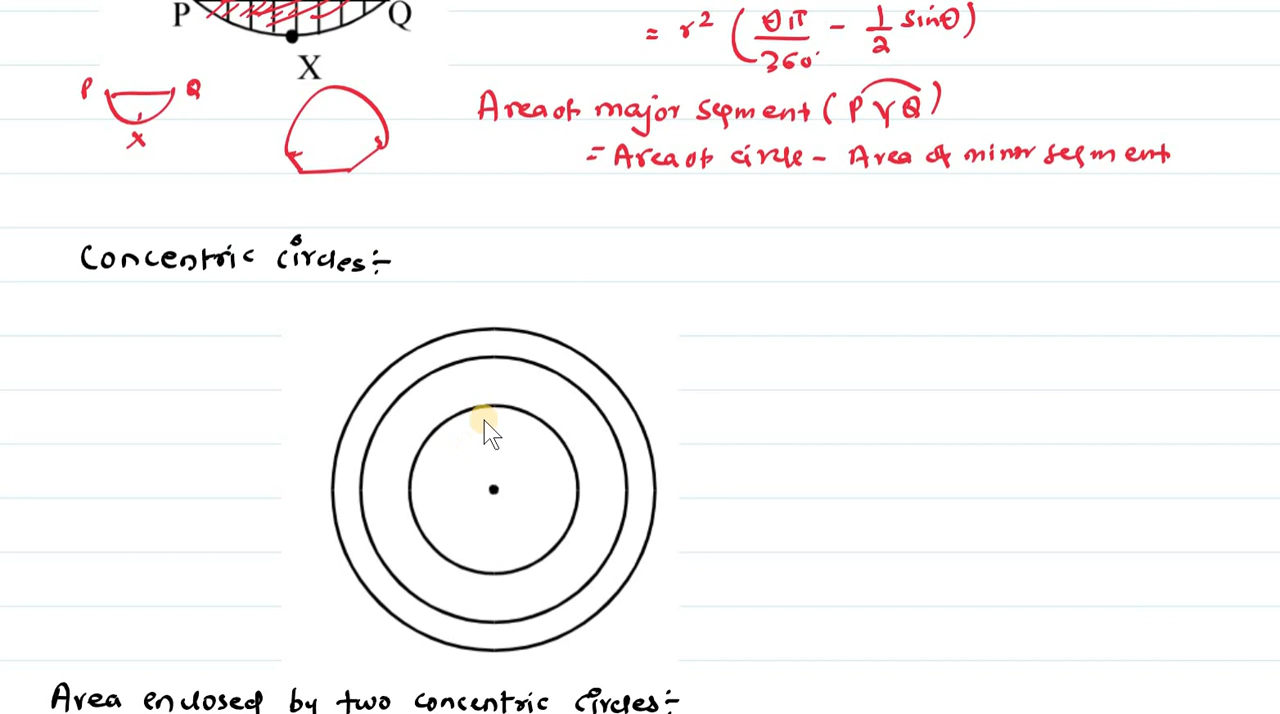 P Q
X
= r² (θπ/360° - 1/2 sinθ)
P Q
X
Area of major segment (PYQ)
= Area of circle - Area of minor segment
Concentric circles:-
Area enclosed by two concentric circles:-